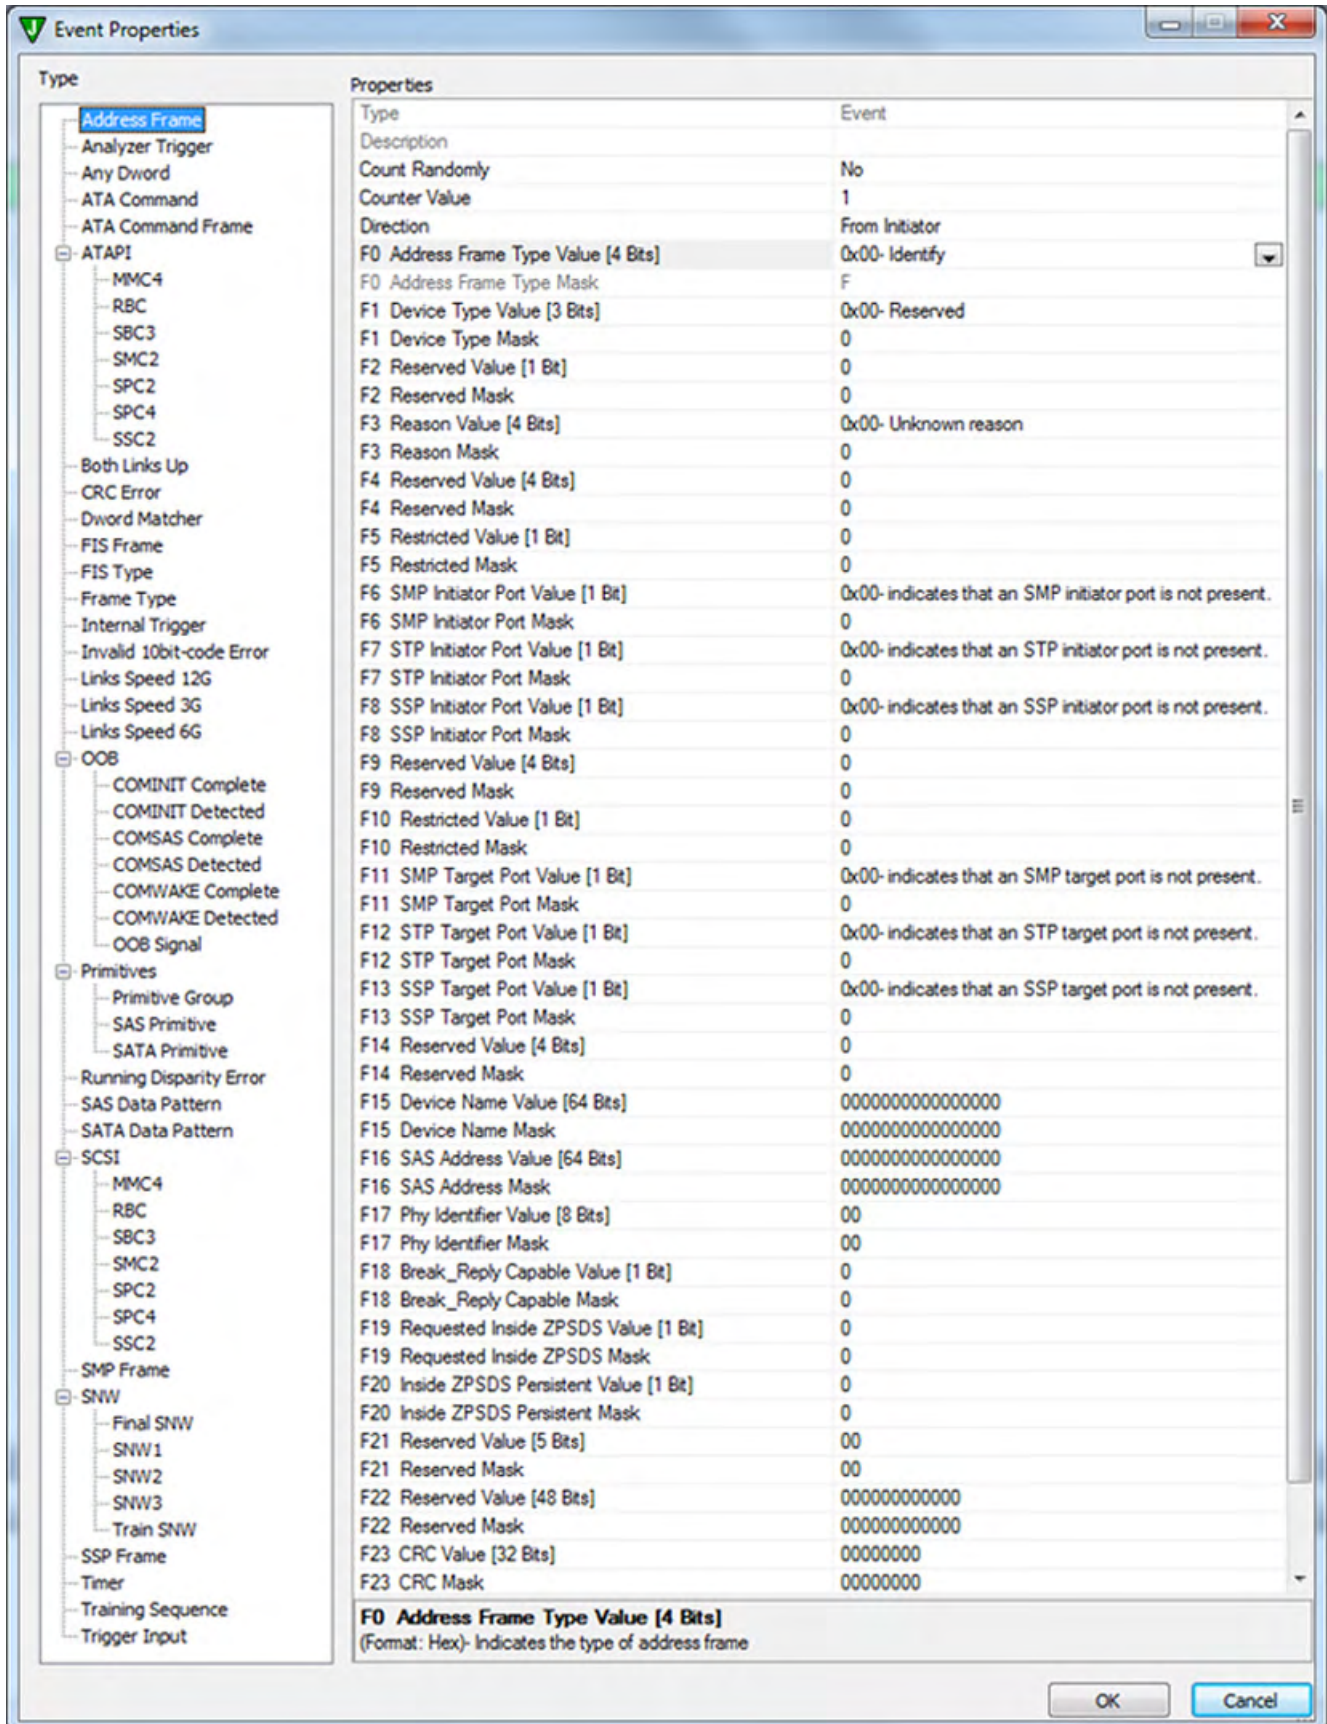 Event Properties
Type
Address Frame
Analyzer Trigger
Any Dword
ATA Command
ATA Command Frame
ATAPI
MMC4
RBC
SBC3
SMC2
SPC2
SPC4
SSC2
Both Links Up
CRC Error
Dword Matcher
FIS Frame
FIS Type
Frame Type
Internal Trigger
Invalid 10bit-code Error
Links Speed 12G
Links Speed 3G
Links Speed 6G
OOB
COMINIT Complete
COMINIT Detected
COMSAS Complete
COMSAS Detected
COMWAKE Complete
COMWAKE Detected
OOB Signal
Primitives
Primitive Group
SAS Primitive
SATA Primitive
Running Disparity Error
SAS Data Pattern
SATA Data Pattern
SCSI
MMC4
RBC
SBC3
SMC2
SPC2
SPC4
SSC2
SMP Frame
SNW
Final SNW
SNW1
SNW2
SNW3
Train SNW
SSP Frame
Timer
Training Sequence
Trigger Input
Properties
Type Event
Description
Count Randomly No
Counter Value 1
Direction From Initiator
F0 Address Frame Type Value [4 Bits] 0x00- Identify
F0 Address Frame Type Mask F
F1 Device Type Value [3 Bits] 0x00- Reserved
F1 Device Type Mask 0
F2 Reserved Value [1 Bit] 0
F2 Reserved Mask 0
F3 Reason Value [4 Bits] 0x00- Unknown reason
F3 Reason Mask 0
F4 Reserved Value [4 Bits] 0
F4 Reserved Mask 0
F5 Restricted Value [1 Bit] 0
F5 Restricted Mask 0
F6 SMP Initiator Port Value [1 Bit] 0x00- indicates that an SMP initiator port is not present.
F6 SMP Initiator Port Mask 0
F7 STP Initiator Port Value [1 Bit] 0x00- indicates that an STP initiator port is not present.
F7 STP Initiator Port Mask 0
F8 SSP Initiator Port Value [1 Bit] 0x00- indicates that an SSP initiator port is not present.
F8 SSP Initiator Port Mask 0
F9 Reserved Value [4 Bits] 0
F9 Reserved Mask 0
F10 Restricted Value [1 Bit] 0
F10 Restricted Mask 0
F11 SMP Target Port Value [1 Bit] 0x00- indicates that an SMP target port is not present.
F11 SMP Target Port Mask 0
F12 STP Target Port Value [1 Bit] 0x00- indicates that an STP target port is not present.
F12 STP Target Port Mask 0
F13 SSP Target Port Value [1 Bit] 0x00- indicates that an SSP target port is not present.
F13 SSP Target Port Mask 0
F14 Reserved Value [4 Bits] 0
F14 Reserved Mask 0
F15 Device Name Value [64 Bits] 0000000000000000
F15 Device Name Mask 0000000000000000
F16 SAS Address Value [64 Bits] 0000000000000000
F16 SAS Address Mask 0000000000000000
F17 Phy Identifier Value [8 Bits] 00
F17 Phy Identifier Mask 00
F18 Break_Reply Capable Value [1 Bit] 0
F18 Break_Reply Capable Mask 0
F19 Requested Inside ZPSDS Value [1 Bit] 0
F19 Requested Inside ZPSDS Mask 0
F20 Inside ZPSDS Persistent Value [1 Bit] 0
F20 Inside ZPSDS Persistent Mask 0
F21 Reserved Value [5 Bits] 00
F21 Reserved Mask 00
F22 Reserved Value [48 Bits] 000000000000
F22 Reserved Mask 000000000000
F23 CRC Value [32 Bits] 00000000
F23 CRC Mask 00000000
F0 Address Frame Type Value [4 Bits]
(Format: Hex)- Indicates the type of address frame
OK Cancel